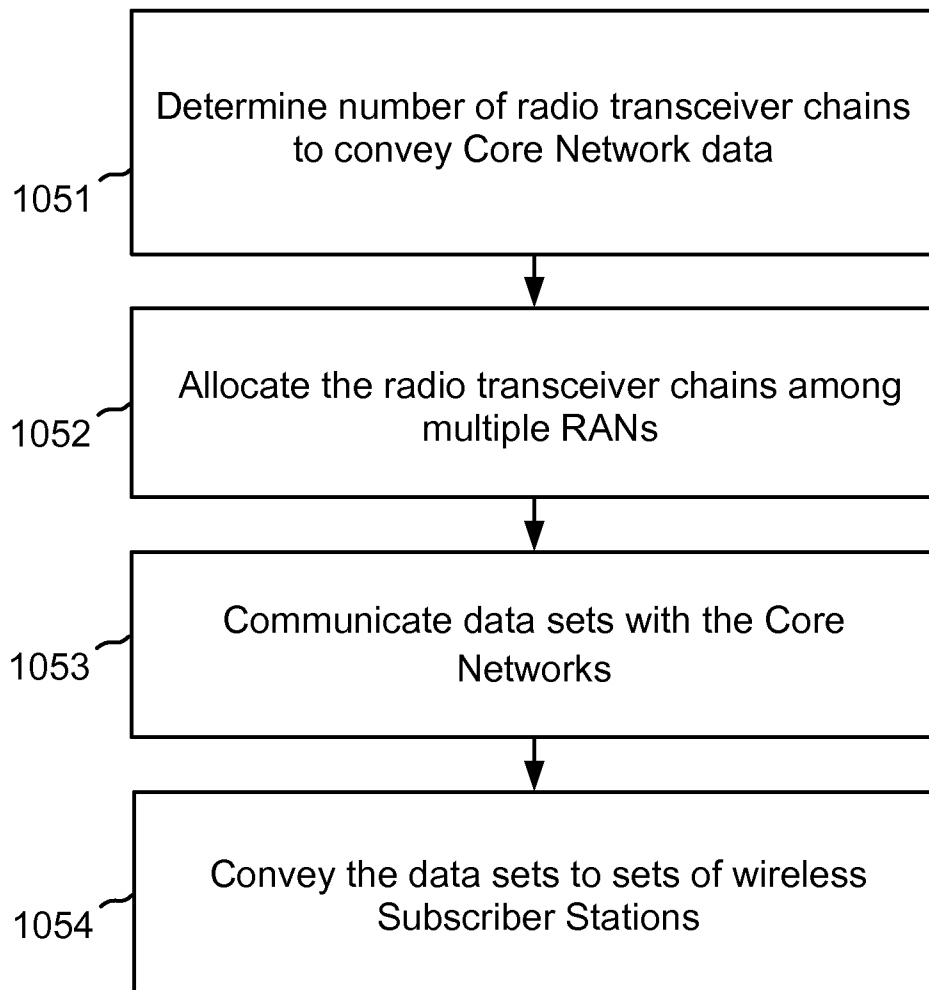 Determine number of radio transceiver chains
to convey Core Network data
1051
Allocate the radio transceiver chains among
multiple RANs
1052
Communicate data sets with the Core
Networks
1053
Convey the data sets to sets of wireless
Subscriber Stations
1054